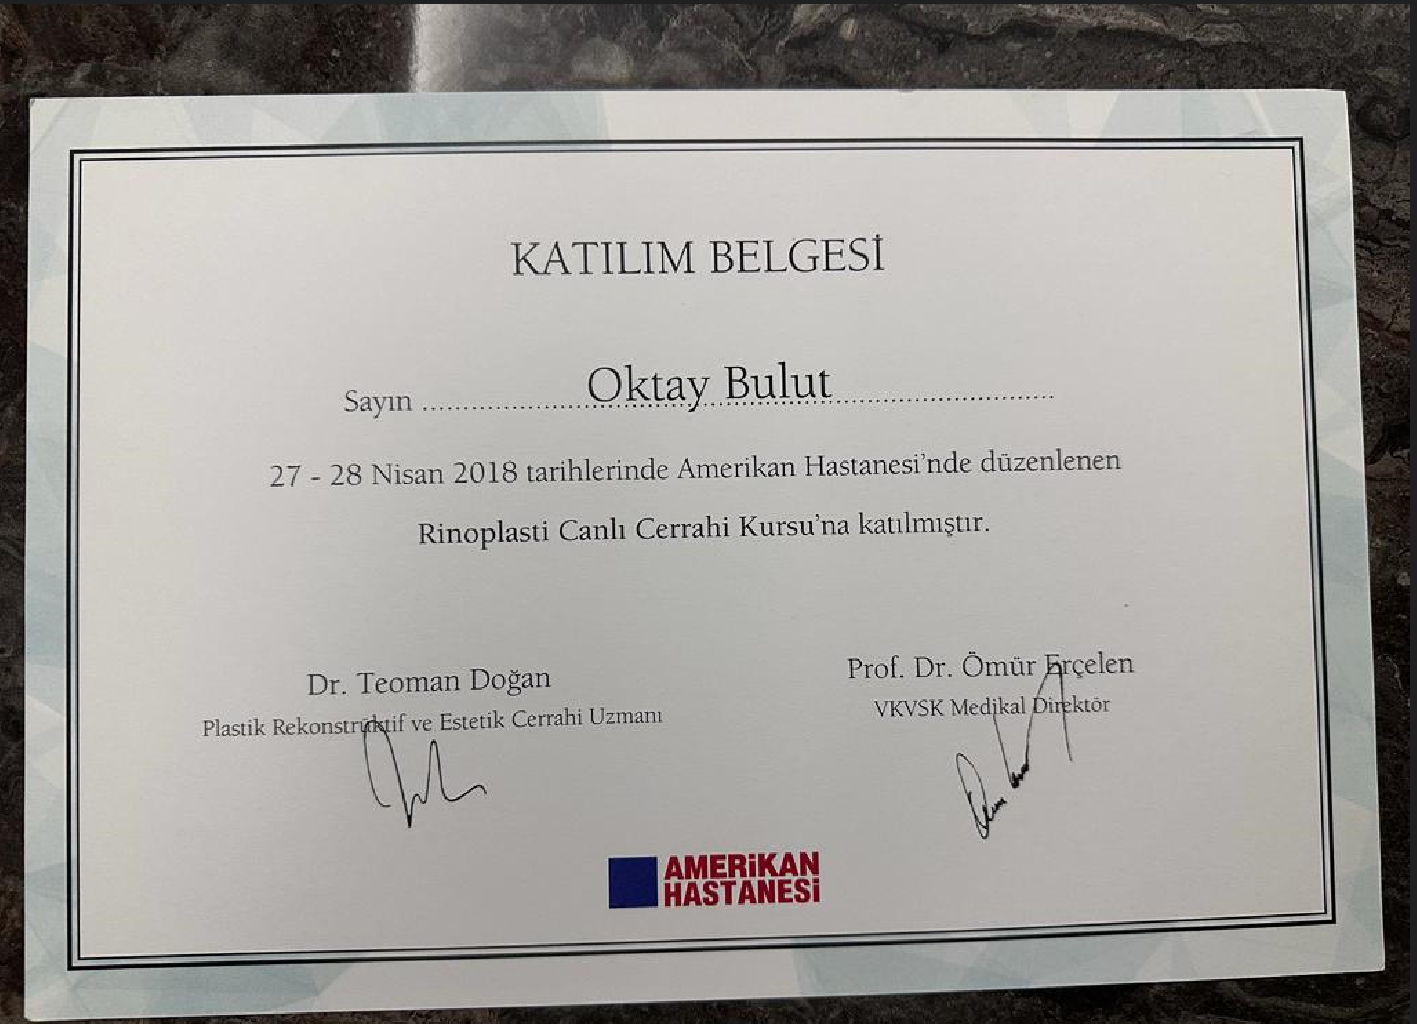 KATILIM BELGESİ
Sayın ........................ Oktay Bulut ................................
27 - 28 Nisan 2018 tarihlerinde Amerikan Hastanesi'nde düzenlenen
Rinoplasti Canlı Cerrahi Kursu'na katılmıştır.
Dr. Teoman Doğan
Plastik Rekonstrüktif ve Estetik Cerrahi Uzmanı
Prof. Dr. Ömür Erçelen
VKVSK Medikal Direktör
AMERİKAN
HASTANESİ